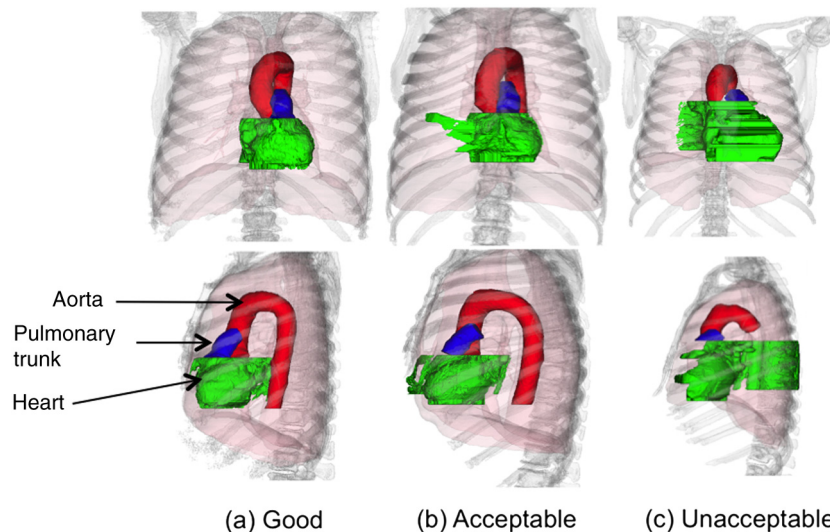 Aorta
Pulmonary
trunk
Heart
(a) Good
(b) Acceptable
(c) Unacceptable